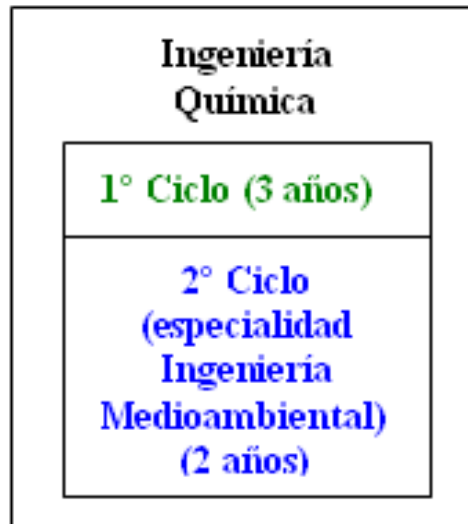 Ingeniería
Química
1° Ciclo (3 años)
2° Ciclo
(especialidad
Ingeniería
Medioambiental)
(2 años)